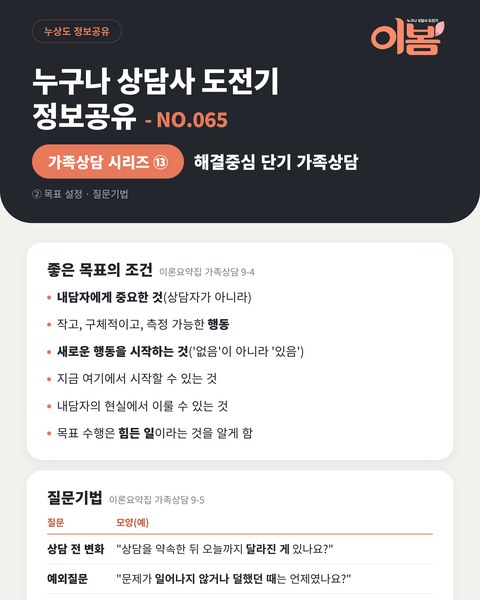 누상도 정보공유
누구나 상담사 도전기
이봄
누구나 상담사 도전기
정보공유 - NO.065
가족상담 시리즈 ⑬ 해결중심 단기 가족상담
② 목표 설정 · 질문기법
좋은 목표의 조건 이론요약집 가족상담 9-4
• 내담자에게 중요한 것(상담자가 아니라)
• 작고, 구체적이고, 측정 가능한 행동
• 새로운 행동을 시작하는 것('없음'이 아니라 '있음')
• 지금 여기에서 시작할 수 있는 것
• 내담자의 현실에서 이룰 수 있는 것
• 목표 수행은 힘든 일이라는 것을 알게 함
질문기법 이론요약집 가족상담 9-5
질문 모양(예)
상담 전 변화 "상담을 약속한 뒤 오늘까지 달라진 게 있나요?"
예외질문 "문제가 일어나지 않거나 덜했던 때는 언제였나요?"